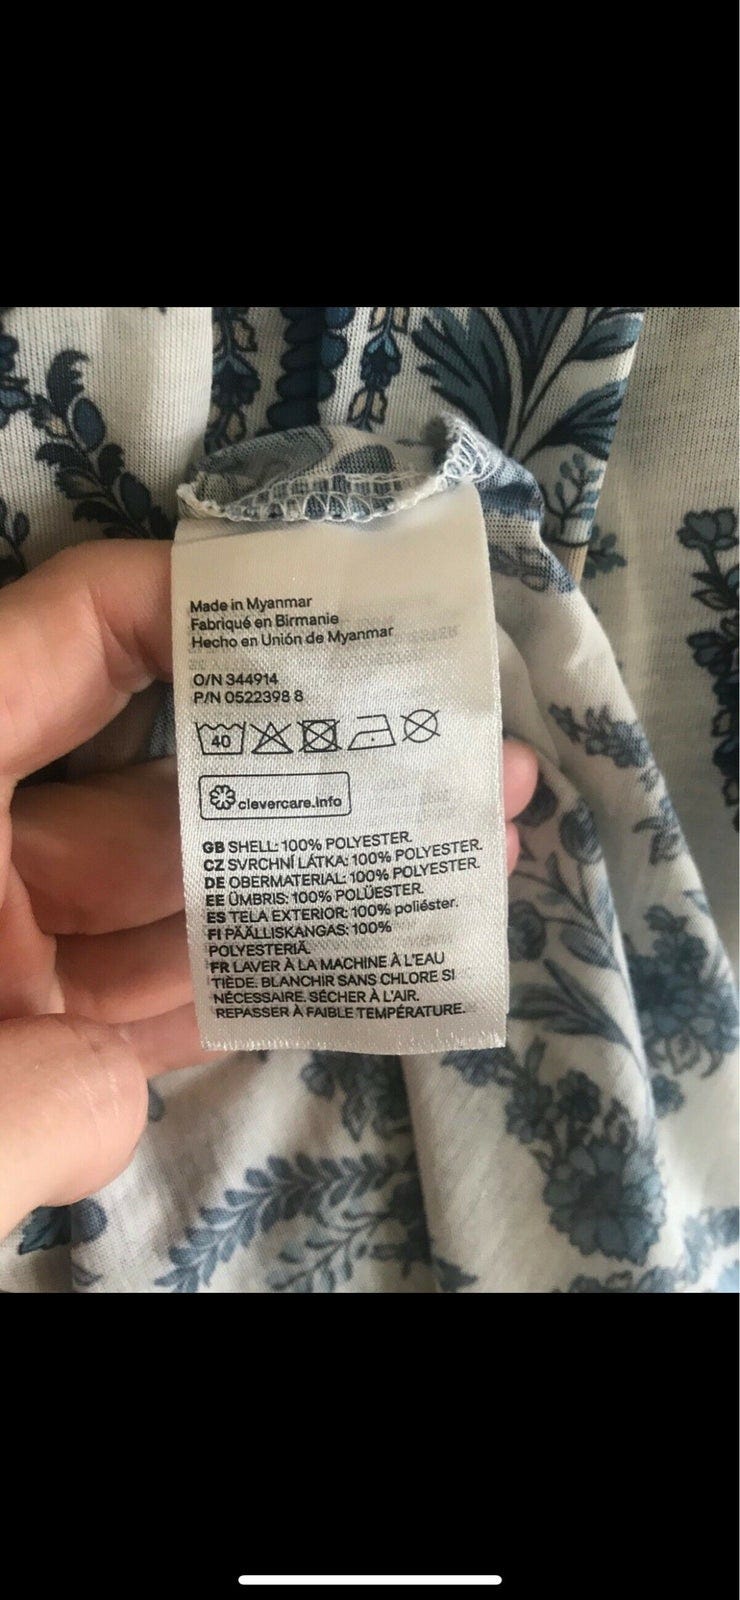 Made in Myanmar
Fabriqué en Birmanie
Hecho en Unión de Myanmar
O/N 344914
P/N 0522398 8
40
clevercare.info
GB SHELL: 100% POLYESTER.
CZ SVRCHNÍ LÁTKA: 100% POLYESTER.
DE OBERMATERIAL: 100% POLYESTER.
EE ÜMBRIS: 100% POLÜESTER.
ES TELA EXTERIOR: 100% poliéster.
FI PÄÄLLISKANGAS: 100%
POLYESTERIÄ.
FR LAVER À LA MACHINE À L'EAU
TIÈDE. BLANCHIR SANS CHLORE SI
NÉCESSAIRE. SÉCHER À L'AIR.
REPASSER À FAIBLE TEMPÉRATURE.